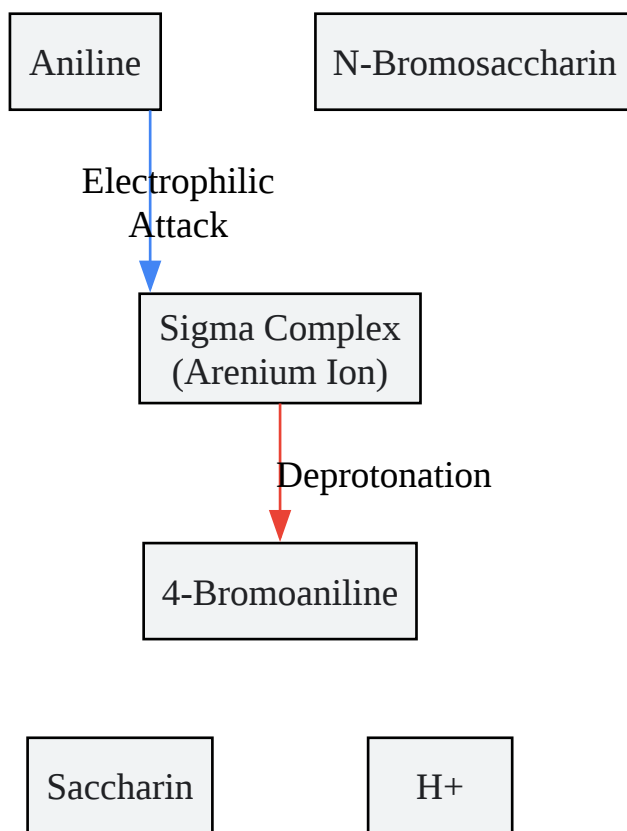 Aniline
N-Bromosaccharin
Electrophilic
Attack
Sigma Complex
(Arenium Ion)
Deprotonation
4-Bromoaniline
Saccharin
H+